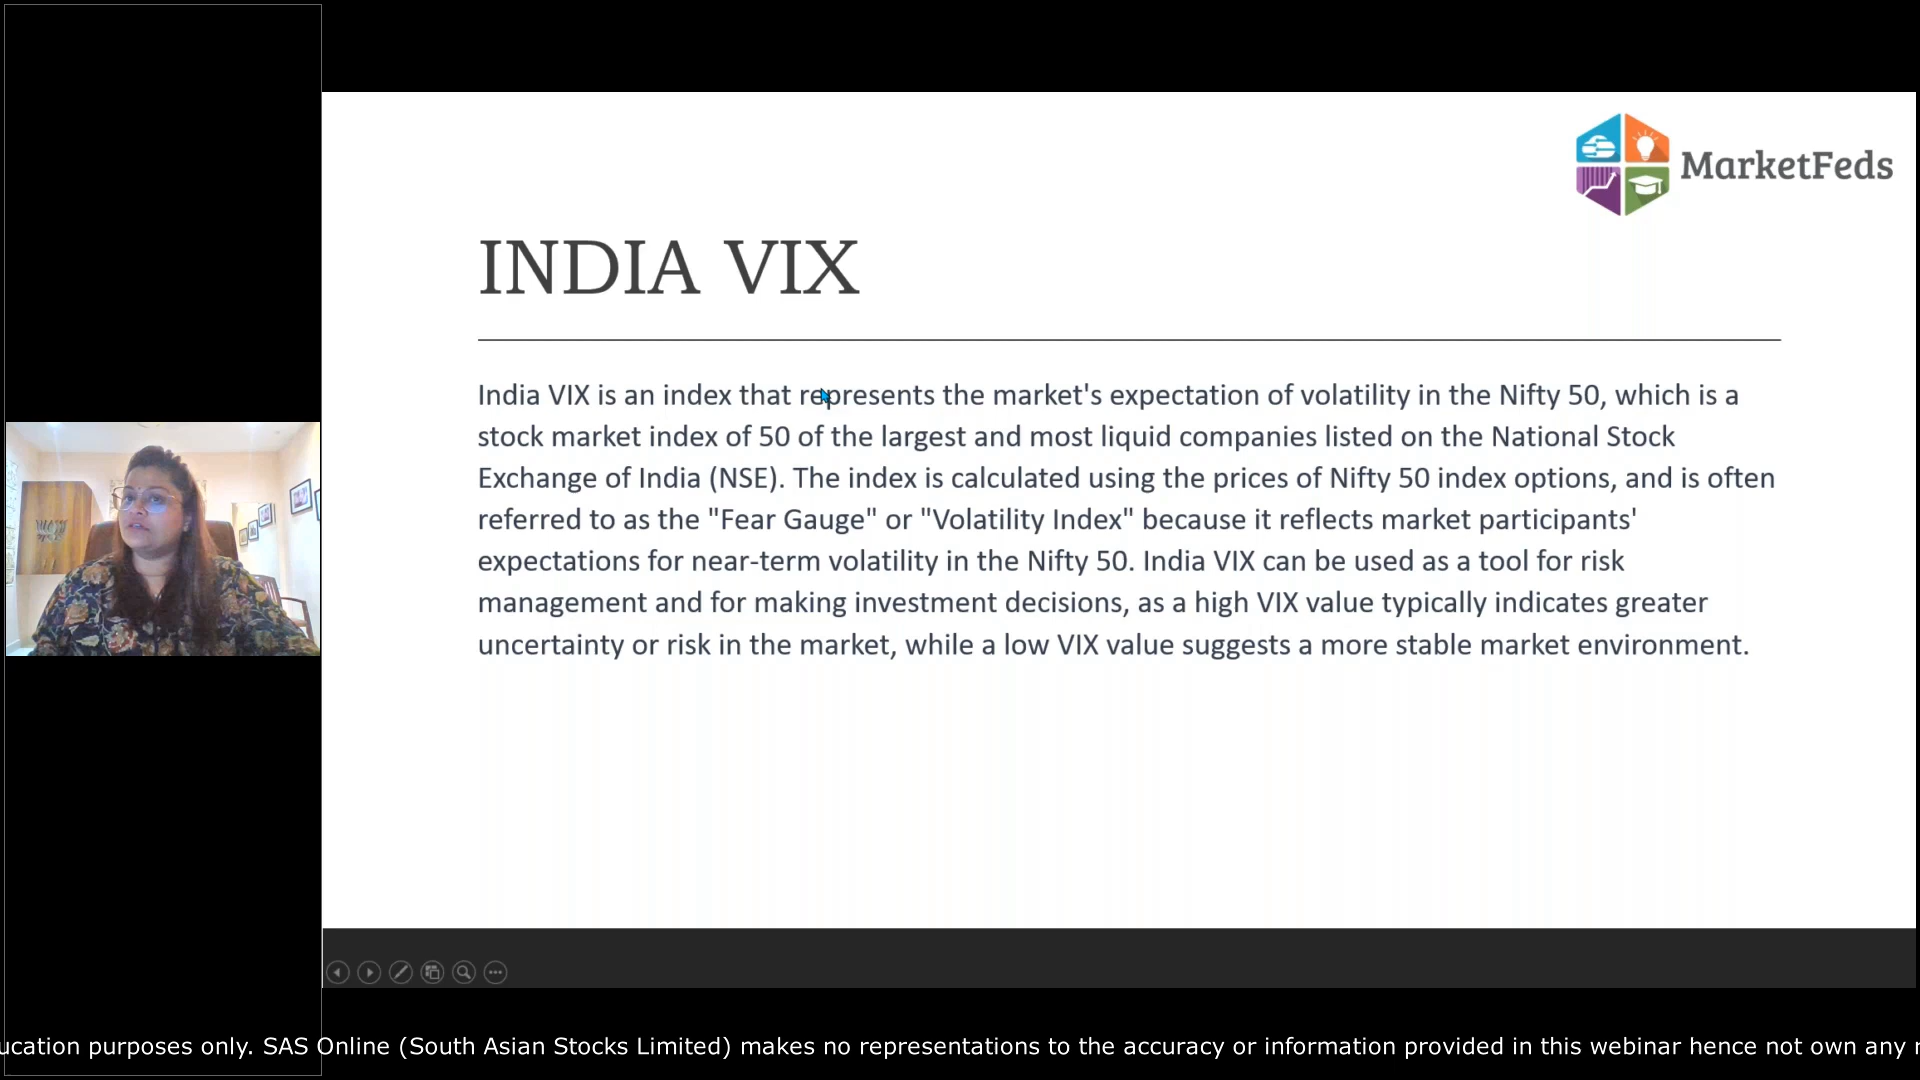 MarketFeds
INDIA VIX
India VIX is an index that represents the market's expectation of volatility in the Nifty 50, which is a
stock market index of 50 of the largest and most liquid companies listed on the National Stock
Exchange of India (NSE). The index is calculated using the prices of Nifty 50 index options, and is often
referred to as the "Fear Gauge" or "Volatility Index" because it reflects market participants'
expectations for near-term volatility in the Nifty 50. India VIX can be used as a tool for risk
management and for making investment decisions, as a high VIX value typically indicates greater
uncertainty or risk in the market, while a low VIX value suggests a more stable market environment.
ucation purposes only. SAS Online (South Asian Stocks Limited) makes no representations to the accuracy or information provided in this webinar hence not own any